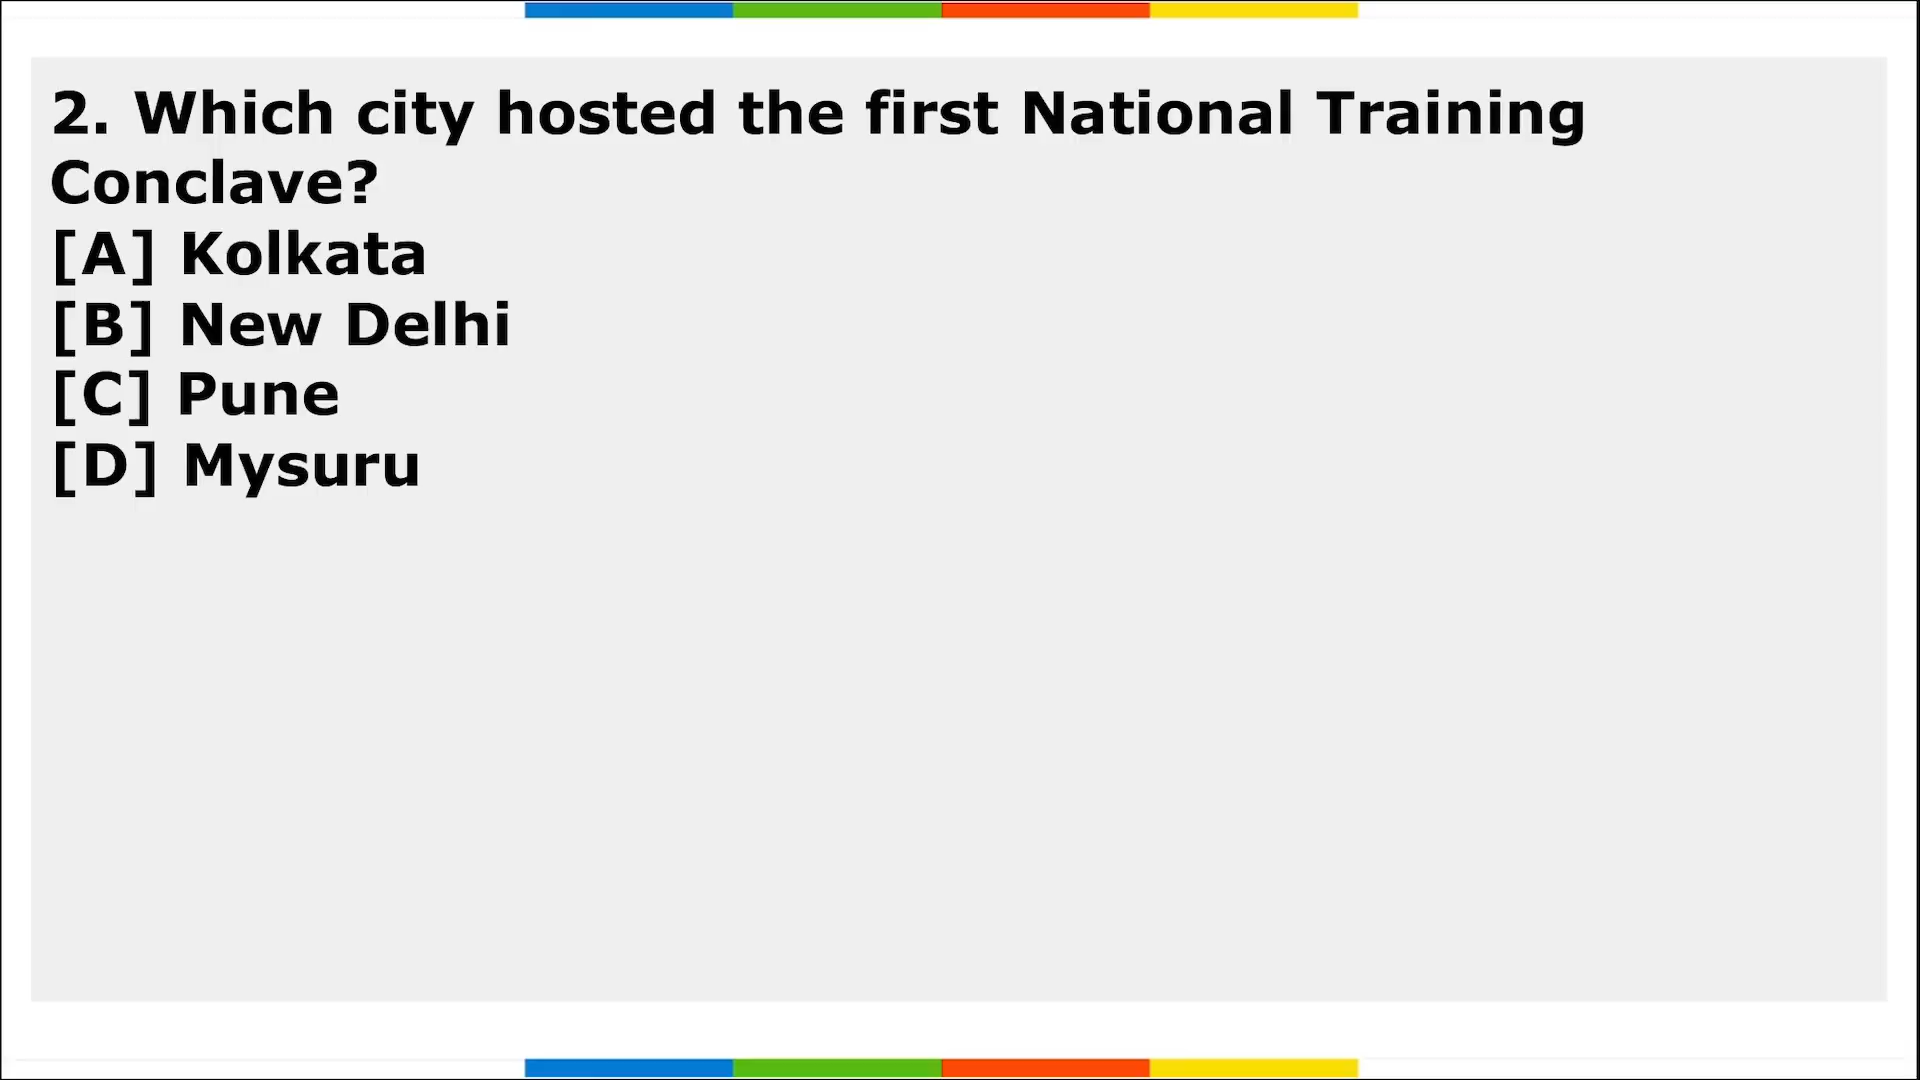 2. Which city hosted the first National Training
Conclave?
[A] Kolkata
[B] New Delhi
[C] Pune
[D] Mysuru